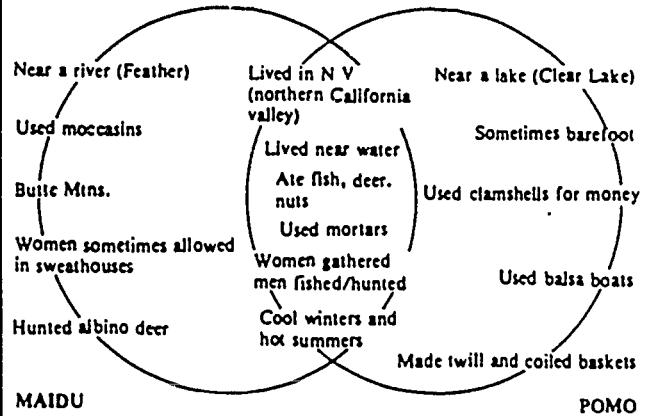 Near a river (Feather)
Used moccasins
Butte Mtns.
Women sometimes allowed
in sweathouses
Hunted albino deer
MAIDU
Lived in N V
(northern California
valley)
Lived near water
Ate fish, deer.
nuts
Used mortars
Women gathered
men fished/hunted
Cool winters and
hot summers
Near a lake (Clear Lake)
Sometimes barefoot
Used clamshells for money
Used balsa boats
Made twill and coiled baskets
POMO